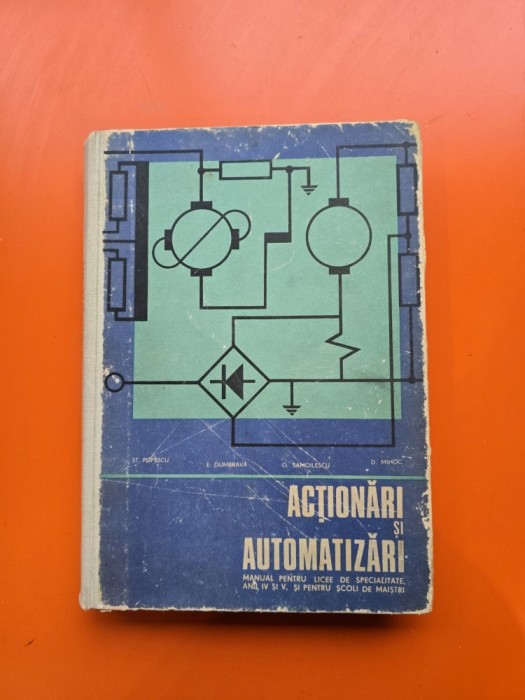 ST. POPESCU E. DUMBRAVĂ O. SAMOILESCU D. MIHOC
ACȚIONĂRI
ȘI
AUTOMATIZĂRI
MANUAL PENTRU LICEE DE SPECIALITATE,
ANII IV ȘI V, ȘI PENTRU ȘCOLI DE MAIȘTRI